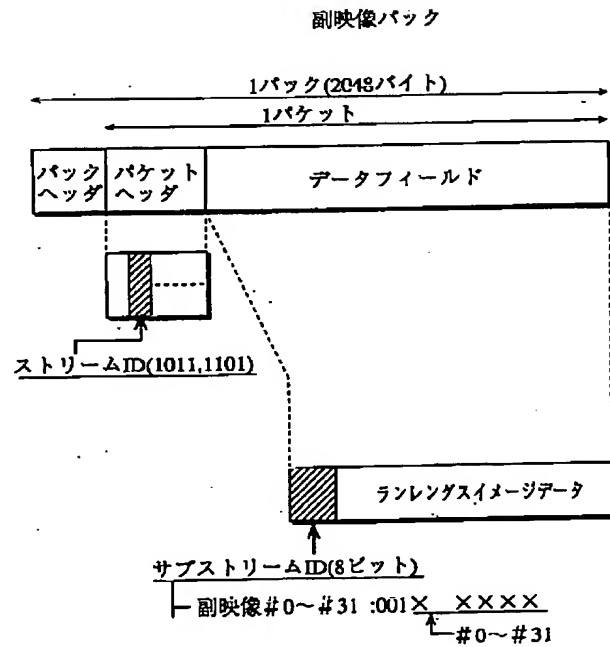 副映像パック
1パック(2048バイト)
1パケット
パック
ヘッダ
パケット
ヘッダ
データフィールド
ストリームID(1011,1101)
ランレングスイメージデータ
サブストリームID(8ビット)
副映像#0〜#31 :001× ××××
#0〜#31